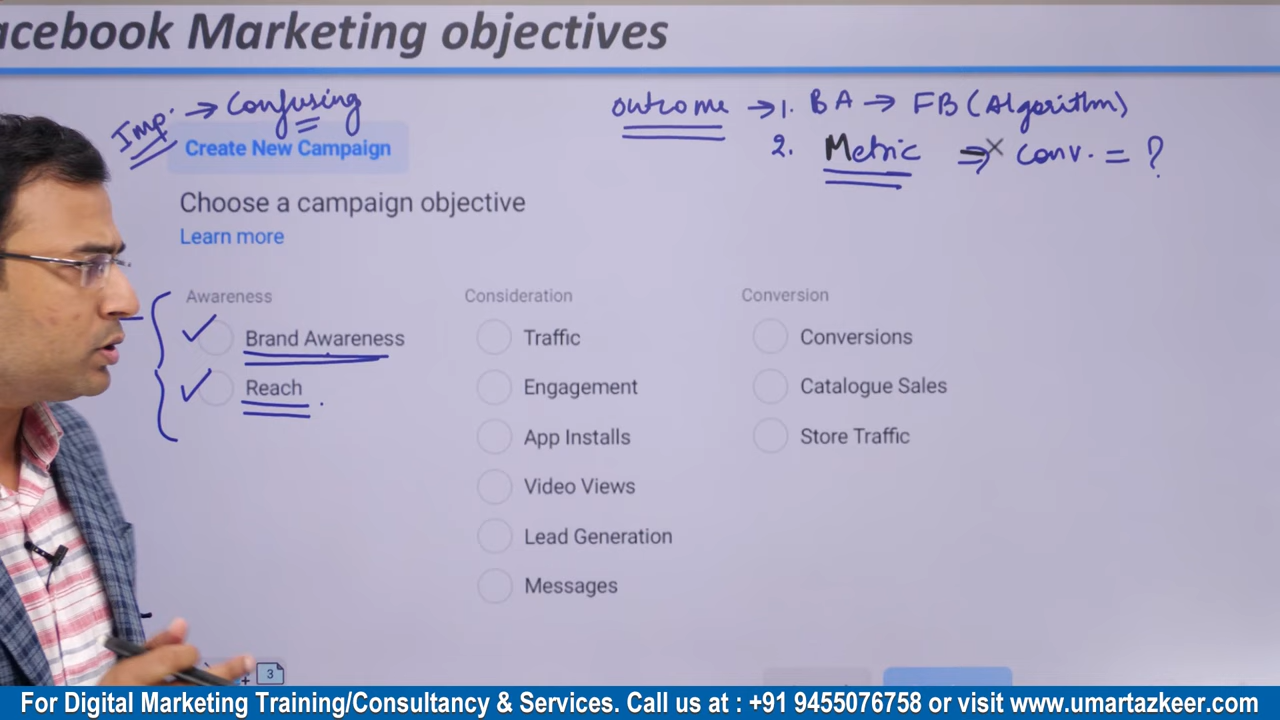 acebook Marketing objectives
Imp. → Confusing
outcome → 1. BA → FB (Algorithm)
2. Metric ⇒ x conv. = ?
Create New Campaign
Choose a campaign objective
Learn more
Awareness
Brand Awareness
Reach
Consideration
Traffic
Engagement
App Installs
Video Views
Lead Generation
Messages
Conversion
Conversions
Catalogue Sales
Store Traffic
3
For Digital Marketing Training/Consultancy & Services. Call us at : +91 9455076758 or visit www.umartazkeer.com